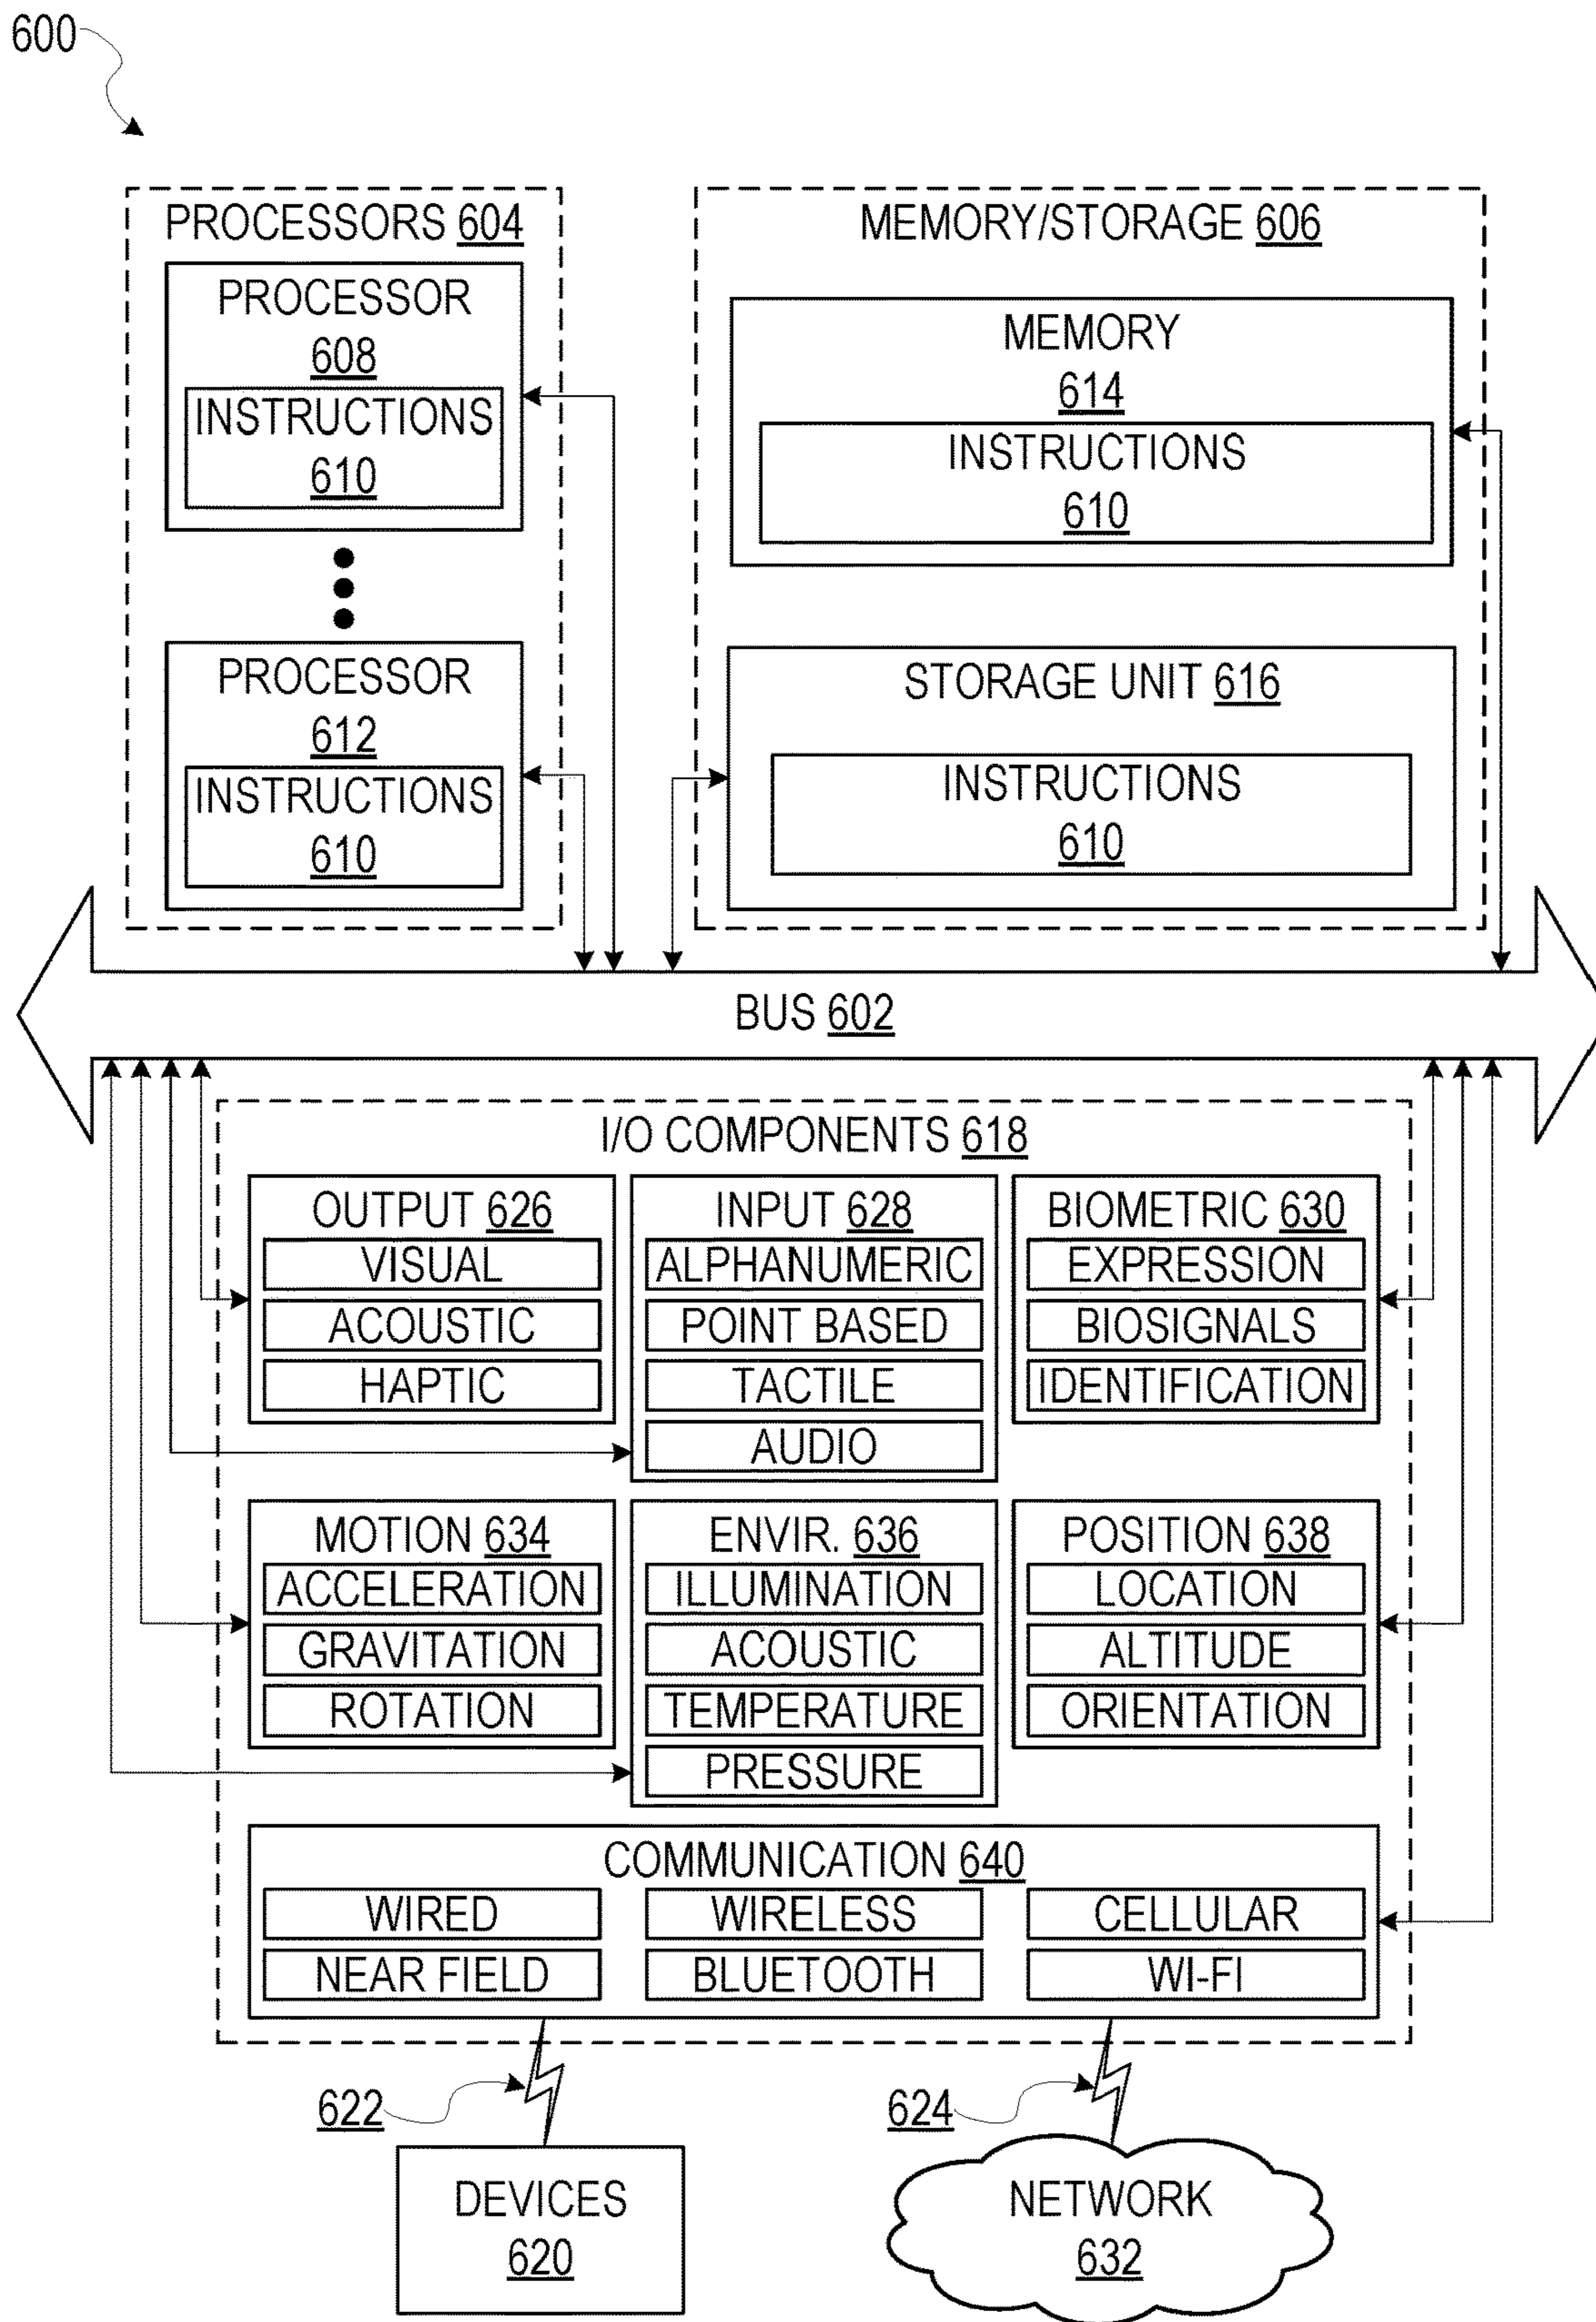 600
PROCESSORS 604
PROCESSOR
608
INSTRUCTIONS
610
PROCESSOR
612
INSTRUCTIONS
610
MEMORY/STORAGE 606
MEMORY
614
INSTRUCTIONS
610
STORAGE UNIT 616
INSTRUCTIONS
610
BUS 602
I/O COMPONENTS 618
OUTPUT 626
VISUAL
ACOUSTIC
HAPTIC
INPUT 628
ALPHANUMERIC
POINT BASED
TACTILE
AUDIO
BIOMETRIC 630
EXPRESSION
BIOSIGNALS
IDENTIFICATION
MOTION 634
ACCELERATION
GRAVITATION
ROTATION
ENVIR. 636
ILLUMINATION
ACOUSTIC
TEMPERATURE
PRESSURE
POSITION 638
LOCATION
ALTITUDE
ORIENTATION
COMMUNICATION 640
WIRED
WIRELESS
CELLULAR
NEAR FIELD
BLUETOOTH
WI-FI
622
624
DEVICES
620
NETWORK
632